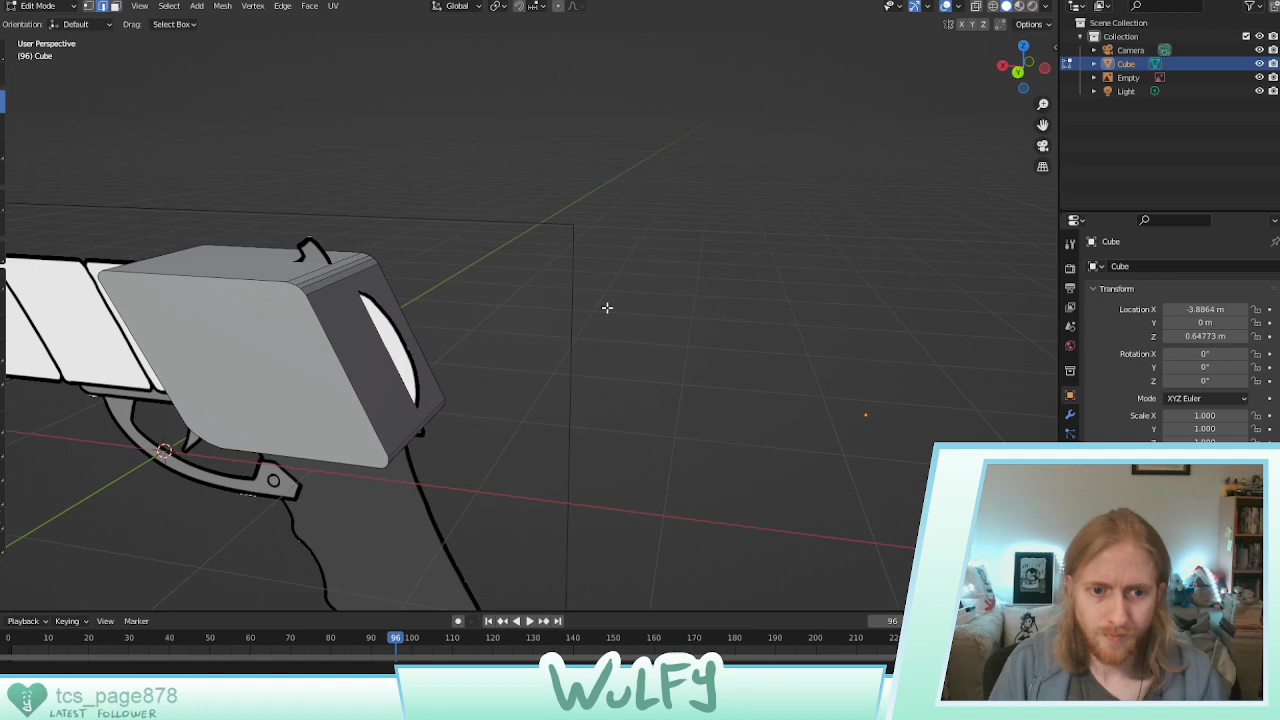 Edit Mode View Select Add Mesh Vertex Edge Face UV Global
Orientation: Default Drag: Select Box X Y Z Options
User Perspective
(96) Cube
Z
X
Y
Scene Collection
Collection
Camera
Cube
Empty
Light
Cube
Cube
Transform
Location X -3.8864 m
Y 0 m
Z 0.64773 m
Rotation X 0°
Y 0°
Z 0°
Mode XYZ Euler
Scale X 1.000
Y 1.000
Playback Keying View Marker 96
0 10 20 30 40 50 60 70 80 90 96 100 110 120 130 140 150 160 170 180 190 200 210
tcs_page878
LATEST FOLLOWER
WULFY